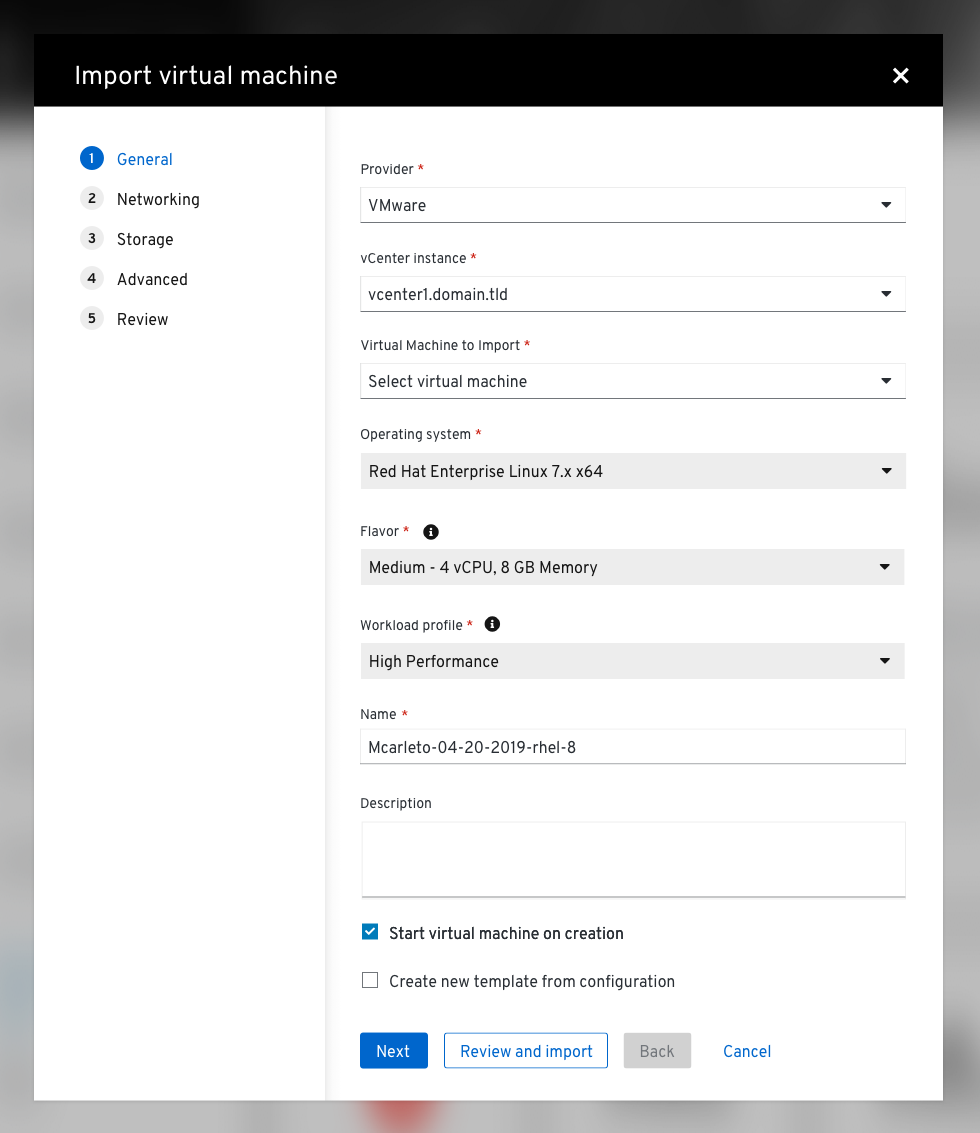 Import virtual machine
1 General
2 Networking
3 Storage
4 Advanced
5 Review
Provider *
VMware
vCenter instance *
vcenter1.domain.tld
Virtual Machine to Import *
Select virtual machine
Operating system *
Red Hat Enterprise Linux 7.x x64
Flavor *
Medium - 4 vCPU, 8 GB Memory
Workload profile *
High Performance
Name *
Mcarleto-04-20-2019-rhel-8
Description
Start virtual machine on creation
Create new template from configuration
Next Review and import Back Cancel